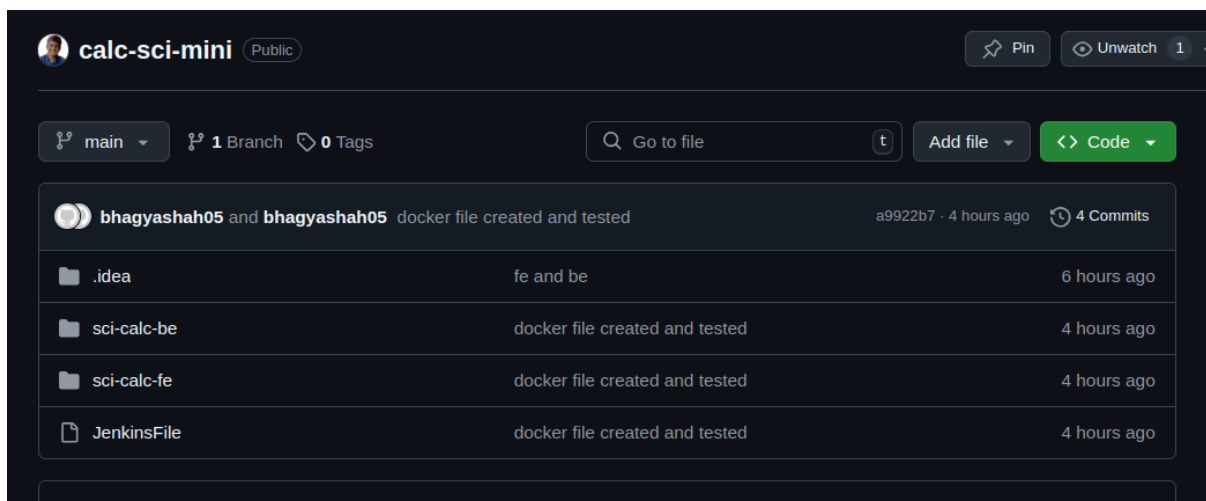 calc-sci-mini Public Pin Unwatch 1
main 1 Branch 0 Tags Go to file t Add file Code
bhagyashah05 and bhagyashah05 docker file created and tested a9922b7 · 4 hours ago 4 Commits
.idea fe and be 6 hours ago
sci-calc-be docker file created and tested 4 hours ago
sci-calc-fe docker file created and tested 4 hours ago
JenkinsFile docker file created and tested 4 hours ago